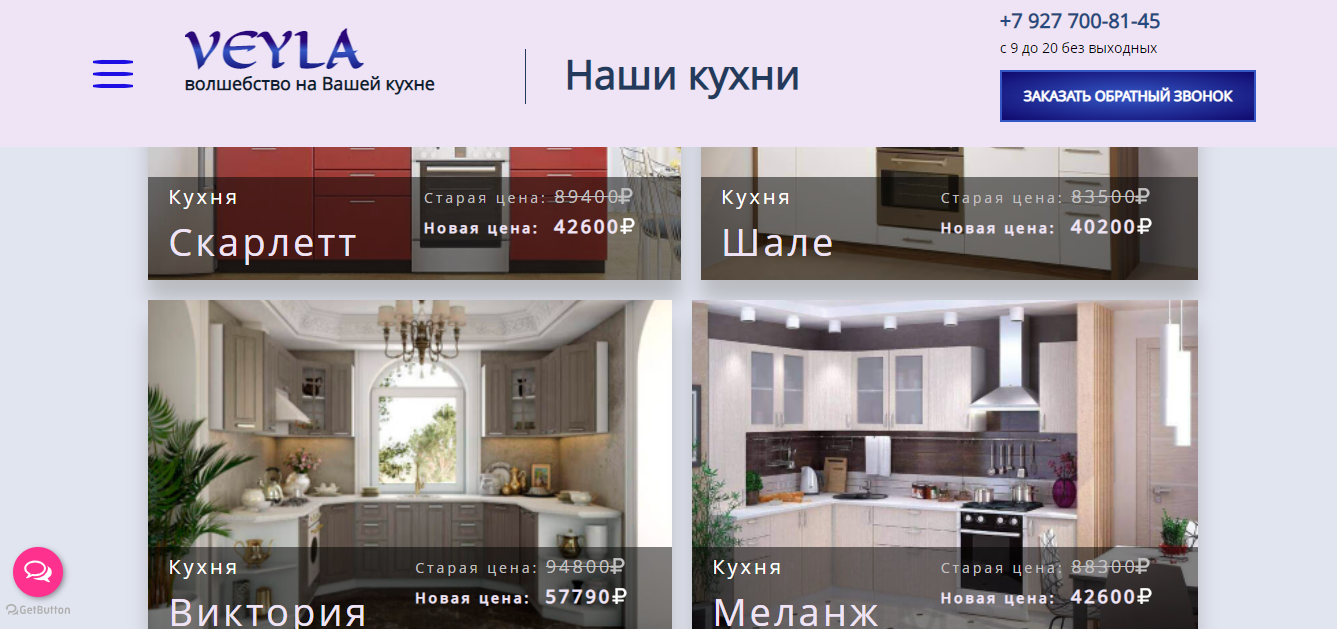 VEYLA
волшебство на Вашей кухне
Наши кухни
+7 927 700-81-45
с 9 до 20 без выходных
ЗАКАЗАТЬ ОБРАТНЫЙ ЗВОНОК
Кухня
Скарлетт
Старая цена: 89400₽
Новая цена: 42600₽
Кухня
Шале
Старая цена: 83500₽
Новая цена: 40200₽
Кухня
Виктория
Старая цена: 94800₽
Новая цена: 57790₽
Кухня
Меланж
Старая цена: 88300₽
Новая цена: 42600₽
GetButton